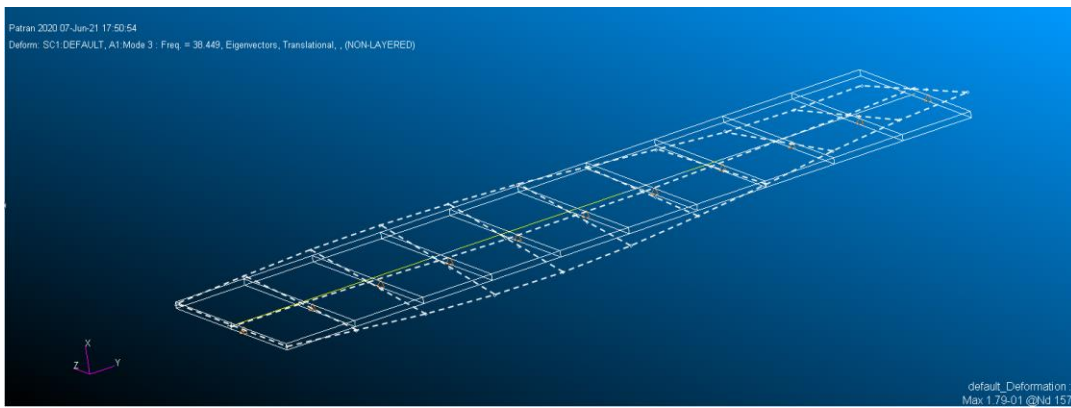 Patran 2020 07-Jun-21 17:50:54
Deform: SC1:DEFAULT, A1:Mode 3 : Freq. = 38.449, Eigenvectors, Translational, , (NON-LAYERED)
X
Z
Y
default_Deformation :
Max 1.79-01 @Nd 157